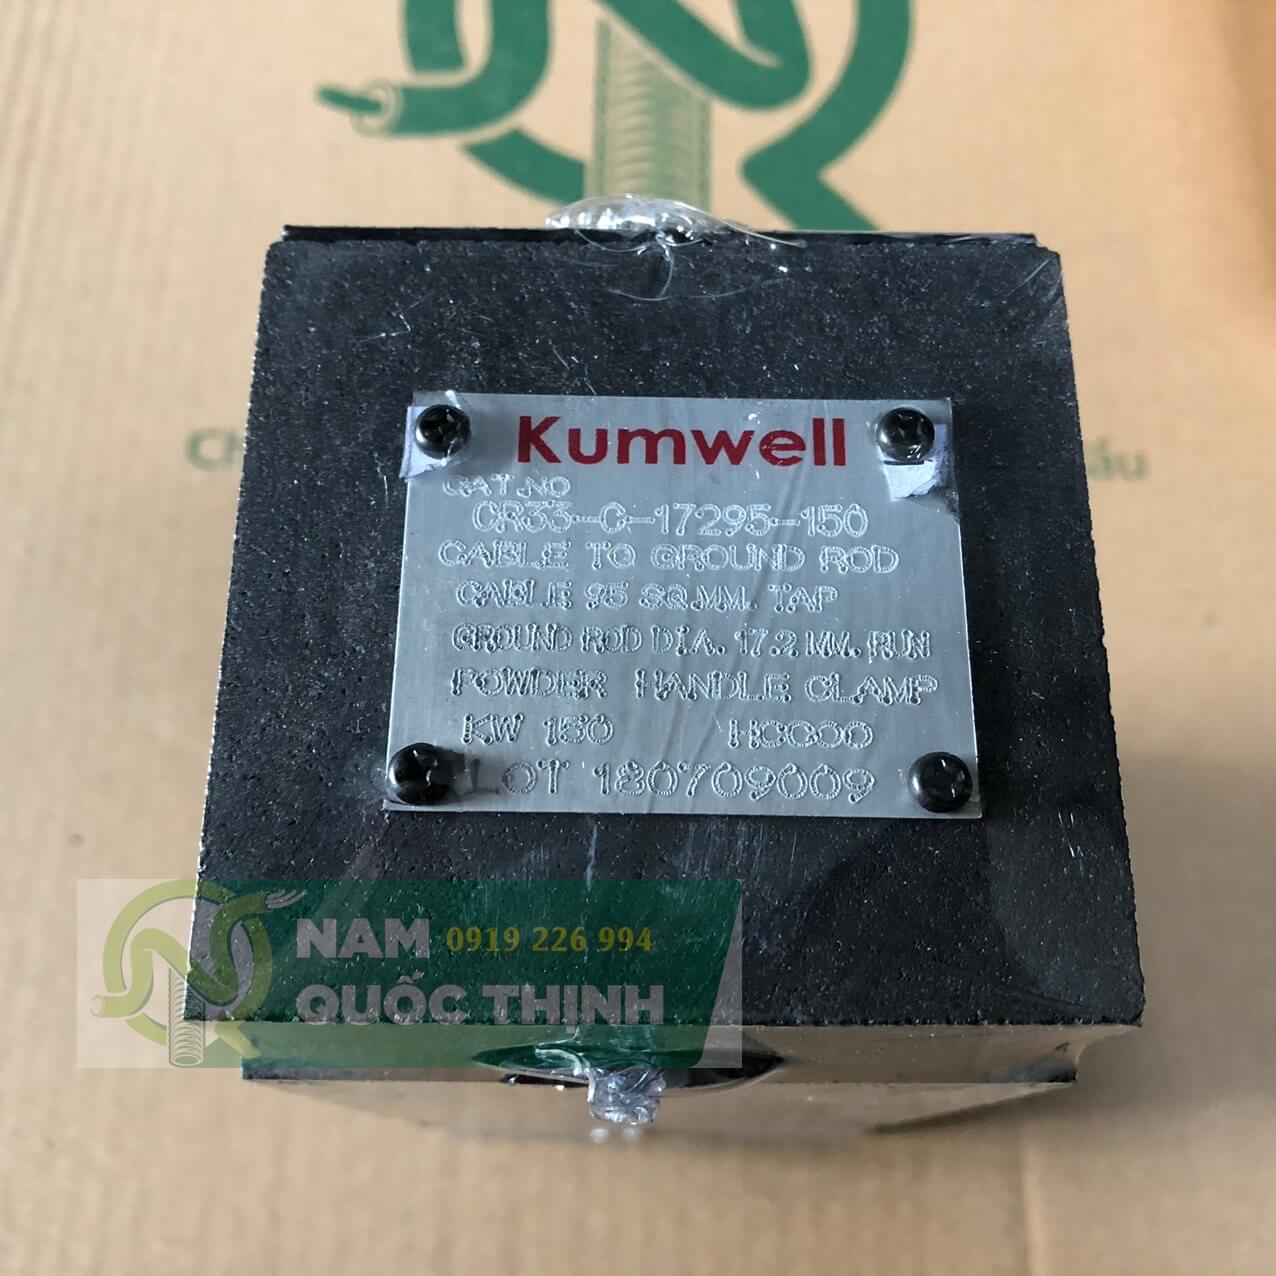 Kumwell
CAT.NO
CR33-C-17295-150
CABLE TO GROUND ROD
CABLE 95 SQ.MM. TAP
GROUND ROD DIA. 17.2 MM. RUN
POWDER HANDLE CLAMP
KW 150 HCC00
LOT 180709009
NAM 0919 226 994
QUỐC THỊNH